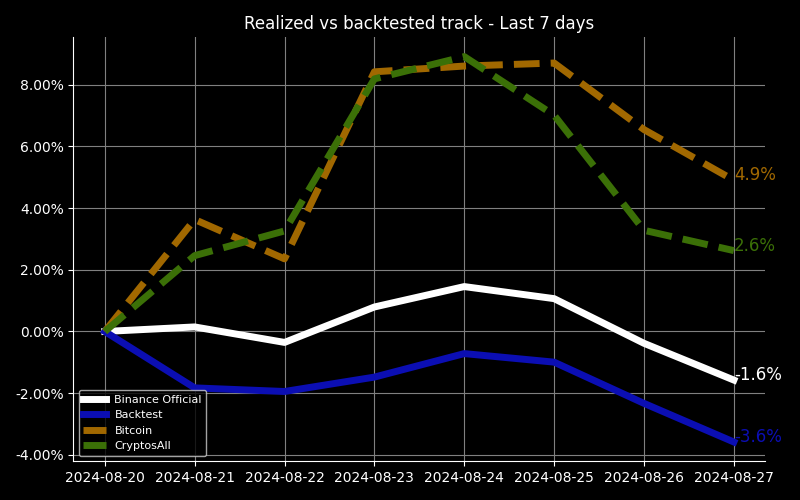 Realized vs backtested track - Last 7 days
8.00%
6.00%
4.00%
2.00%
0.00%
-2.00%
-4.00%
4.9%
2.6%
-1.6%
-3.6%
Binance Official
Backtest
Bitcoin
CryptosAll
2024-08-20 2024-08-21 2024-08-22 2024-08-23 2024-08-24 2024-08-25 2024-08-26 2024-08-27